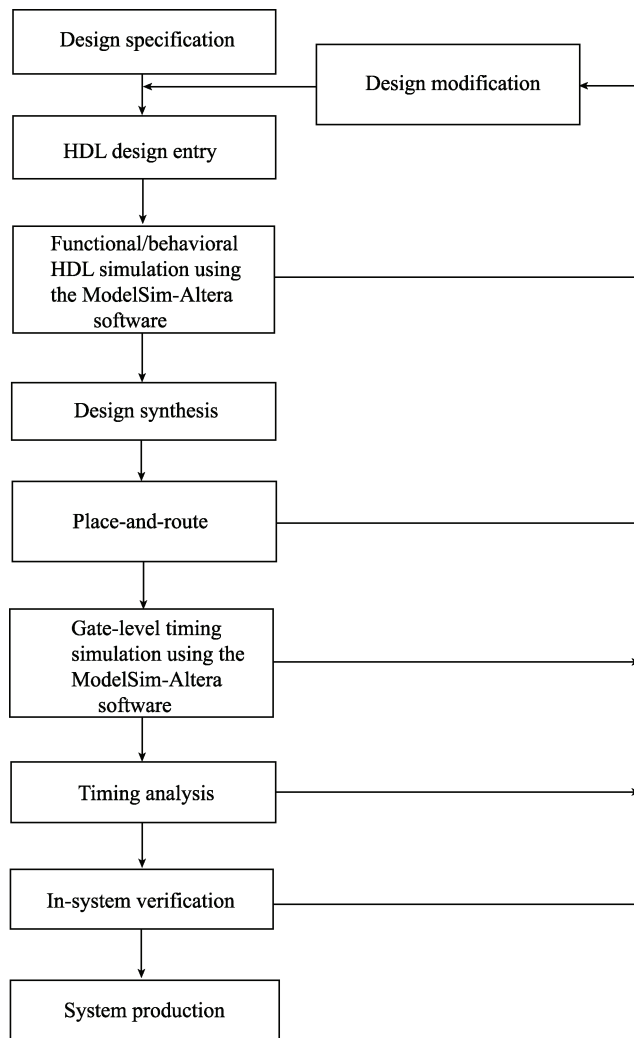 Design specification
Design modification
HDL design entry
Functional/behavioral
HDL simulation using
the ModelSim-Altera
software
Design synthesis
Place-and-route
Gate-level timing
simulation using the
ModelSim-Altera
software
Timing analysis
In-system verification
System production